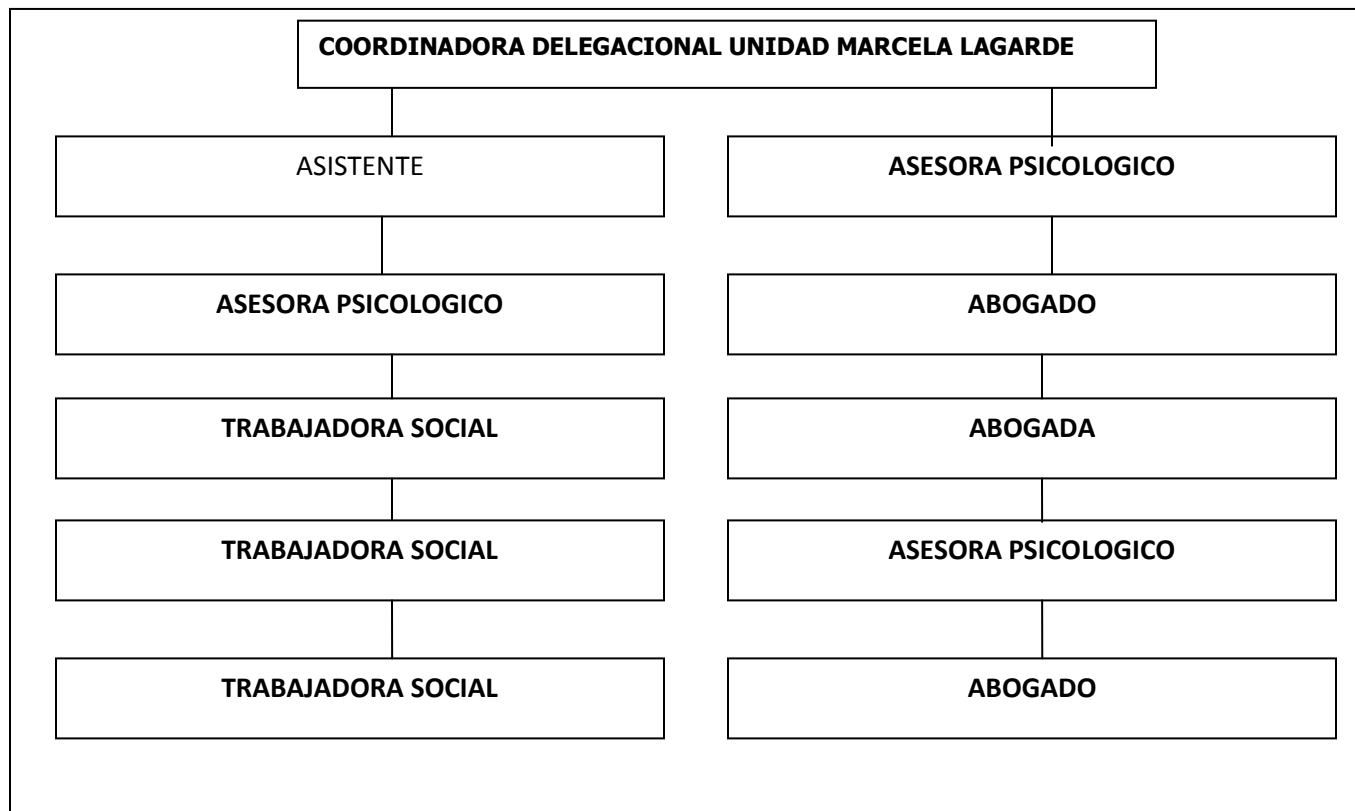 COORDINADORA DELEGACIONAL UNIDAD MARCELA LAGARDE
ASISTENTE
ASESORA PSICOLOGICO
ASESORA PSICOLOGICO
ABOGADO
TRABAJADORA SOCIAL
ABOGADA
TRABAJADORA SOCIAL
ASESORA PSICOLOGICO
TRABAJADORA SOCIAL
ABOGADO